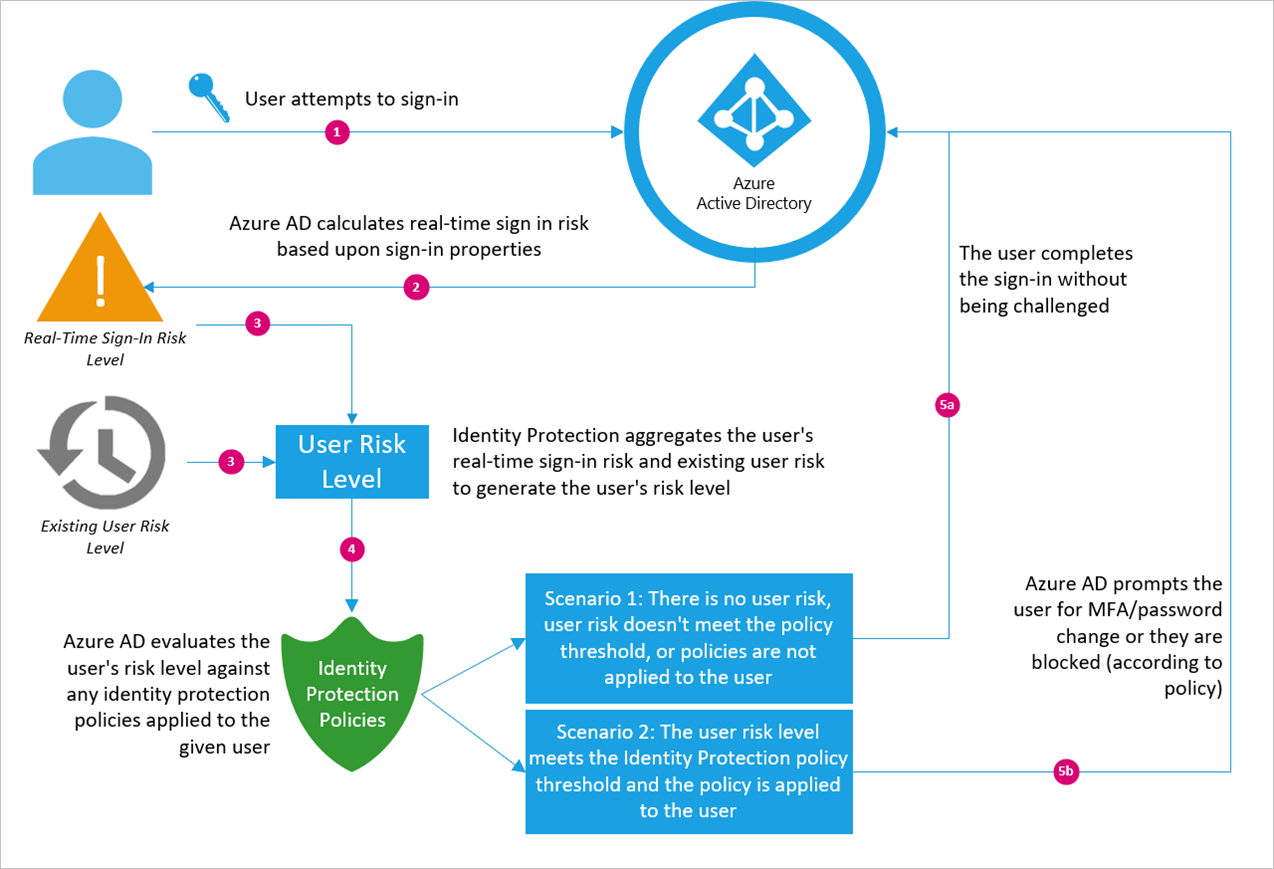 User attempts to sign-in
1
Azure
Active Directory
Azure AD calculates real-time sign in risk
based upon sign-in properties
2
The user completes
the sign-in without
being challenged
!
Real-Time Sign-In Risk
Level
3
5a
User Risk
Level
Identity Protection aggregates the user's
real-time sign-in risk and existing user risk
to generate the user's risk level
3
Existing User Risk
Level
4
Azure AD prompts the
user for MFA/password
change or they are
blocked (according to
policy)
Azure AD evaluates the
user's risk level against
any identity protection
policies applied to the
given user
Identity
Protection
Policies
Scenario 1: There is no user risk,
user risk doesn't meet the policy
threshold, or policies are not
applied to the user
Scenario 2: The user risk level
meets the Identity Protection policy
threshold and the policy is applied
to the user
5b